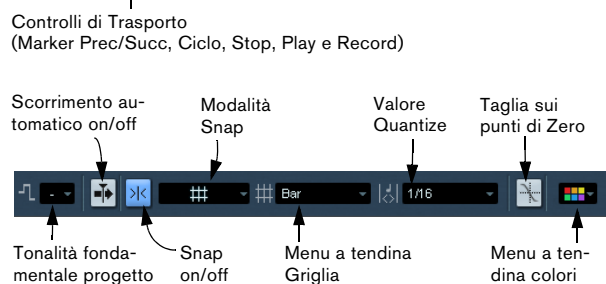 Controlli di Trasporto
(Marker Prec/Succ, Ciclo, Stop, Play e Record)
Scorrimento au-
tomatico on/off
Modalità
Snap
Valore
Quantize
Taglia sui
punti di Zero
-
Bar
1/16
Tonalità fonda-
mentale progetto
Snap
on/off
Menu a tendina
Griglia
Menu a ten-
dina colori